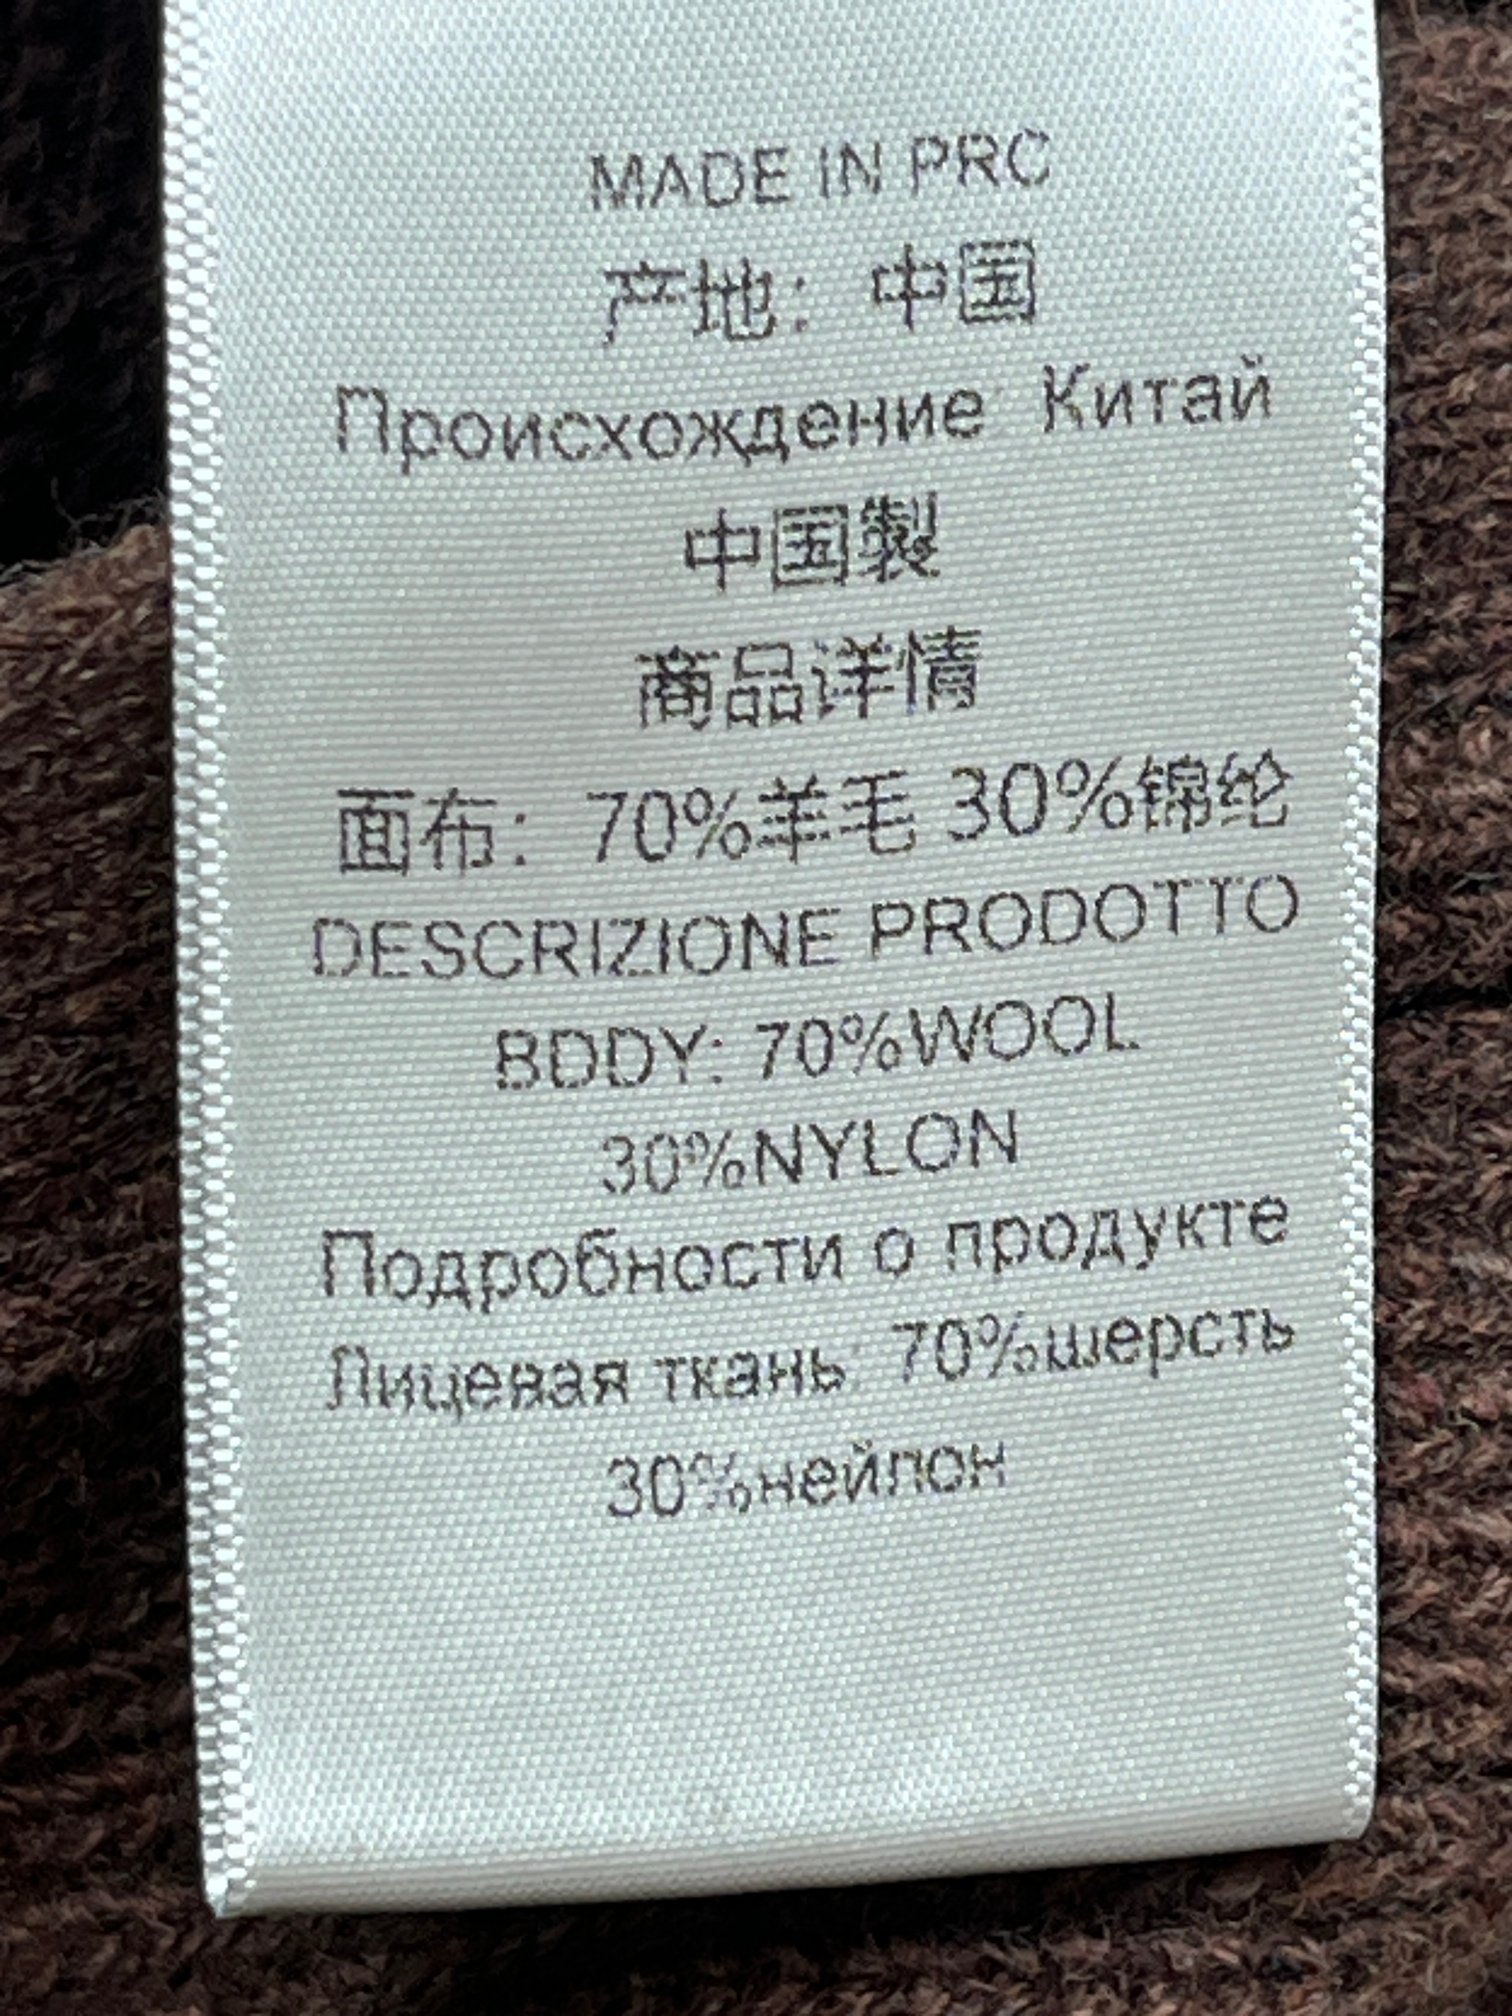 MADE IN PRC
产地: 中国
Происхождение Китай
中国製
商品详情
面布: 70%羊毛 30%锦纶
DESCRIZIONE PRODOTTO
BDDY: 70%WOOL
30%NYLON
Подробности о продукте
Лицевая ткань: 70%шерсть
30%нейлон